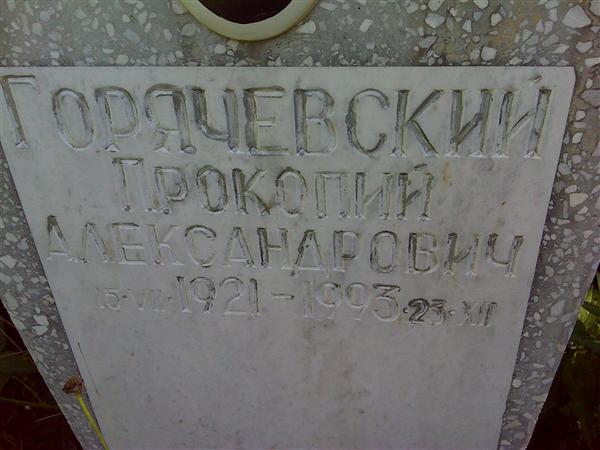 ГОРЯЧЕВСКИЙ
ПРОКОПИЙ
АЛЕКСАНДРОВИЧ
15·VII·1921-1993·23·XII